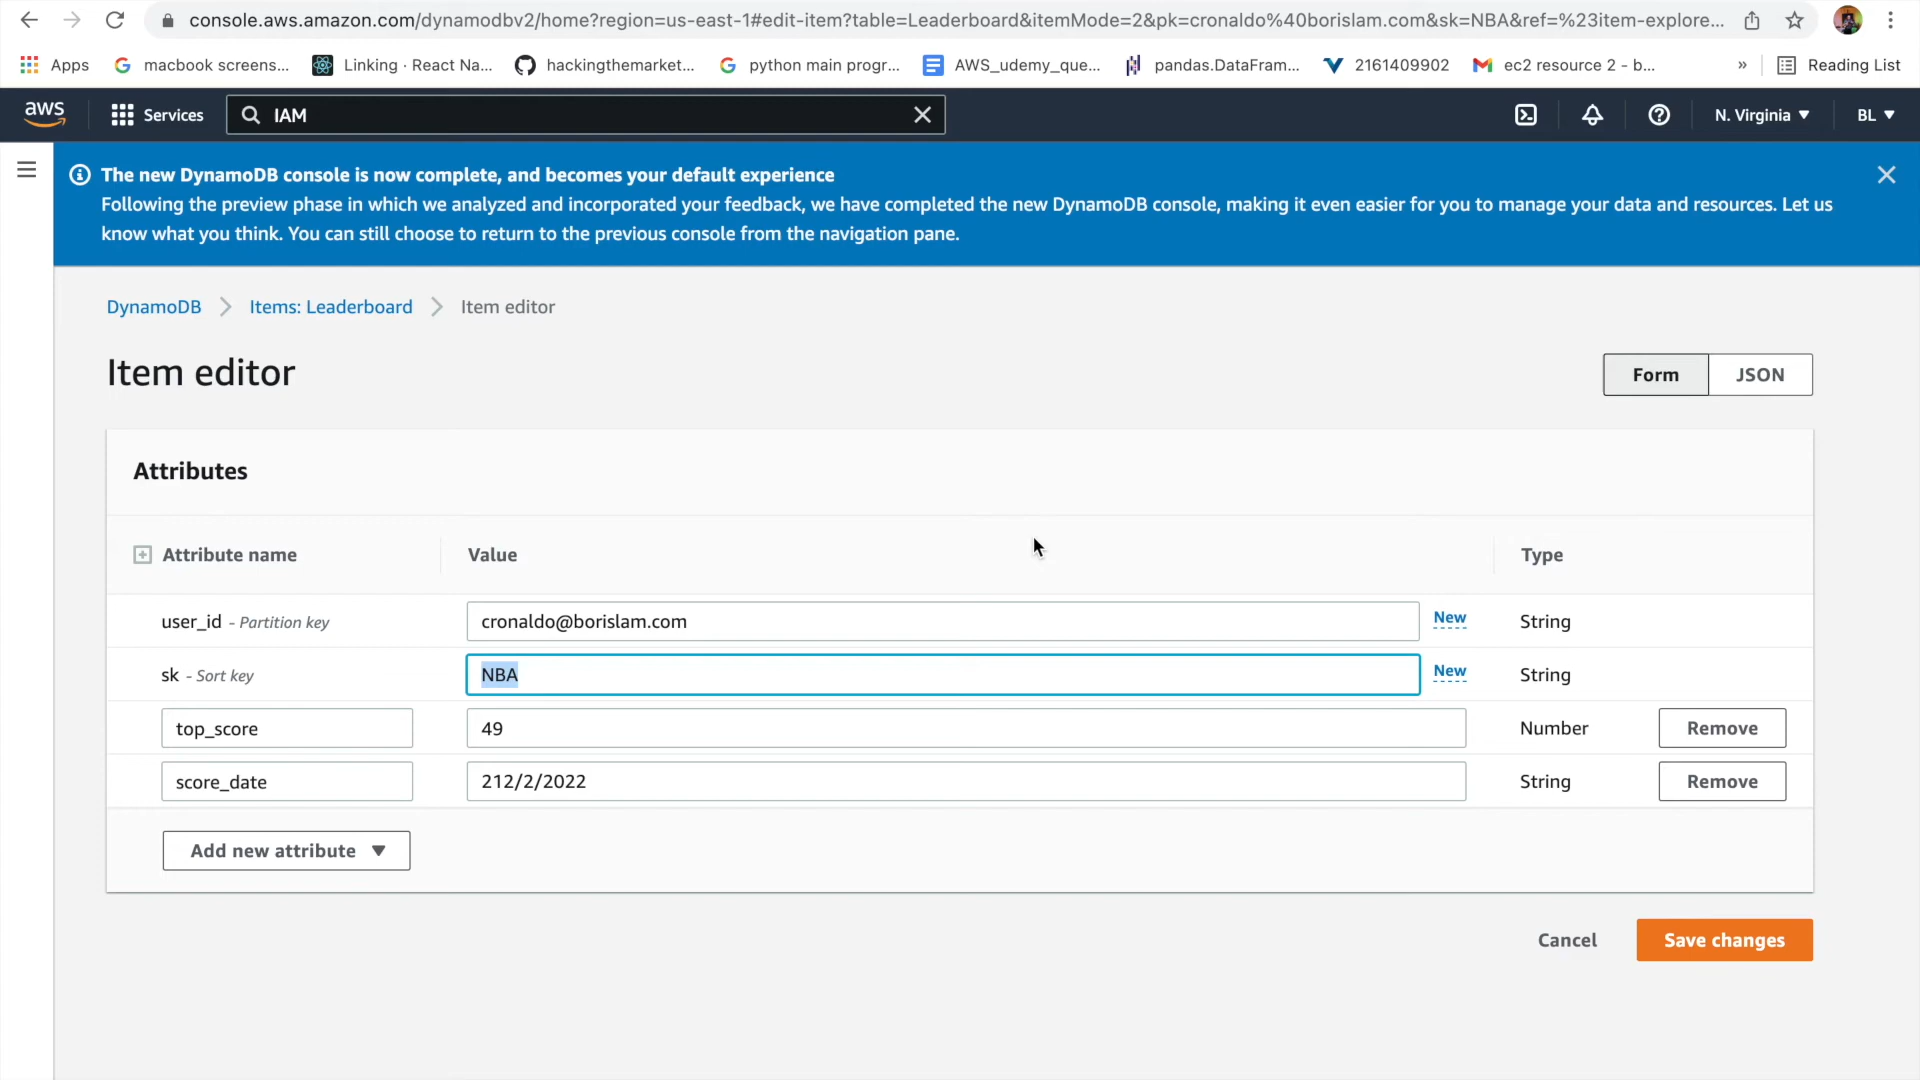 console.aws.amazon.com/dynamodbv2/home?region=us-east-1#edit-item?table=Leaderboard&itemMode=2&pk=cronaldo%40borislam.com&sk=NBA&ref=%23item-explore...
Apps macbook screens... Linking · React Na... hackingthemarket... python main progr... AWS_udemy_que... pandas.DataFram... 2161409902 ec2 resource 2 - b... » Reading List
aws Services IAM N. Virginia ▼ BL ▼
The new DynamoDB console is now complete, and becomes your default experience
Following the preview phase in which we analyzed and incorporated your feedback, we have completed the new DynamoDB console, making it even easier for you to manage your data and resources. Let us
know what you think. You can still choose to return to the previous console from the navigation pane.
DynamoDB Items: Leaderboard Item editor
Item editor Form JSON
Attributes
Attribute name Value Type
user_id - Partition key cronaldo@borislam.com New String
sk - Sort key NBA New String
top_score 49 Number Remove
score_date 212/2/2022 String Remove
Add new attribute ▼
Cancel Save changes